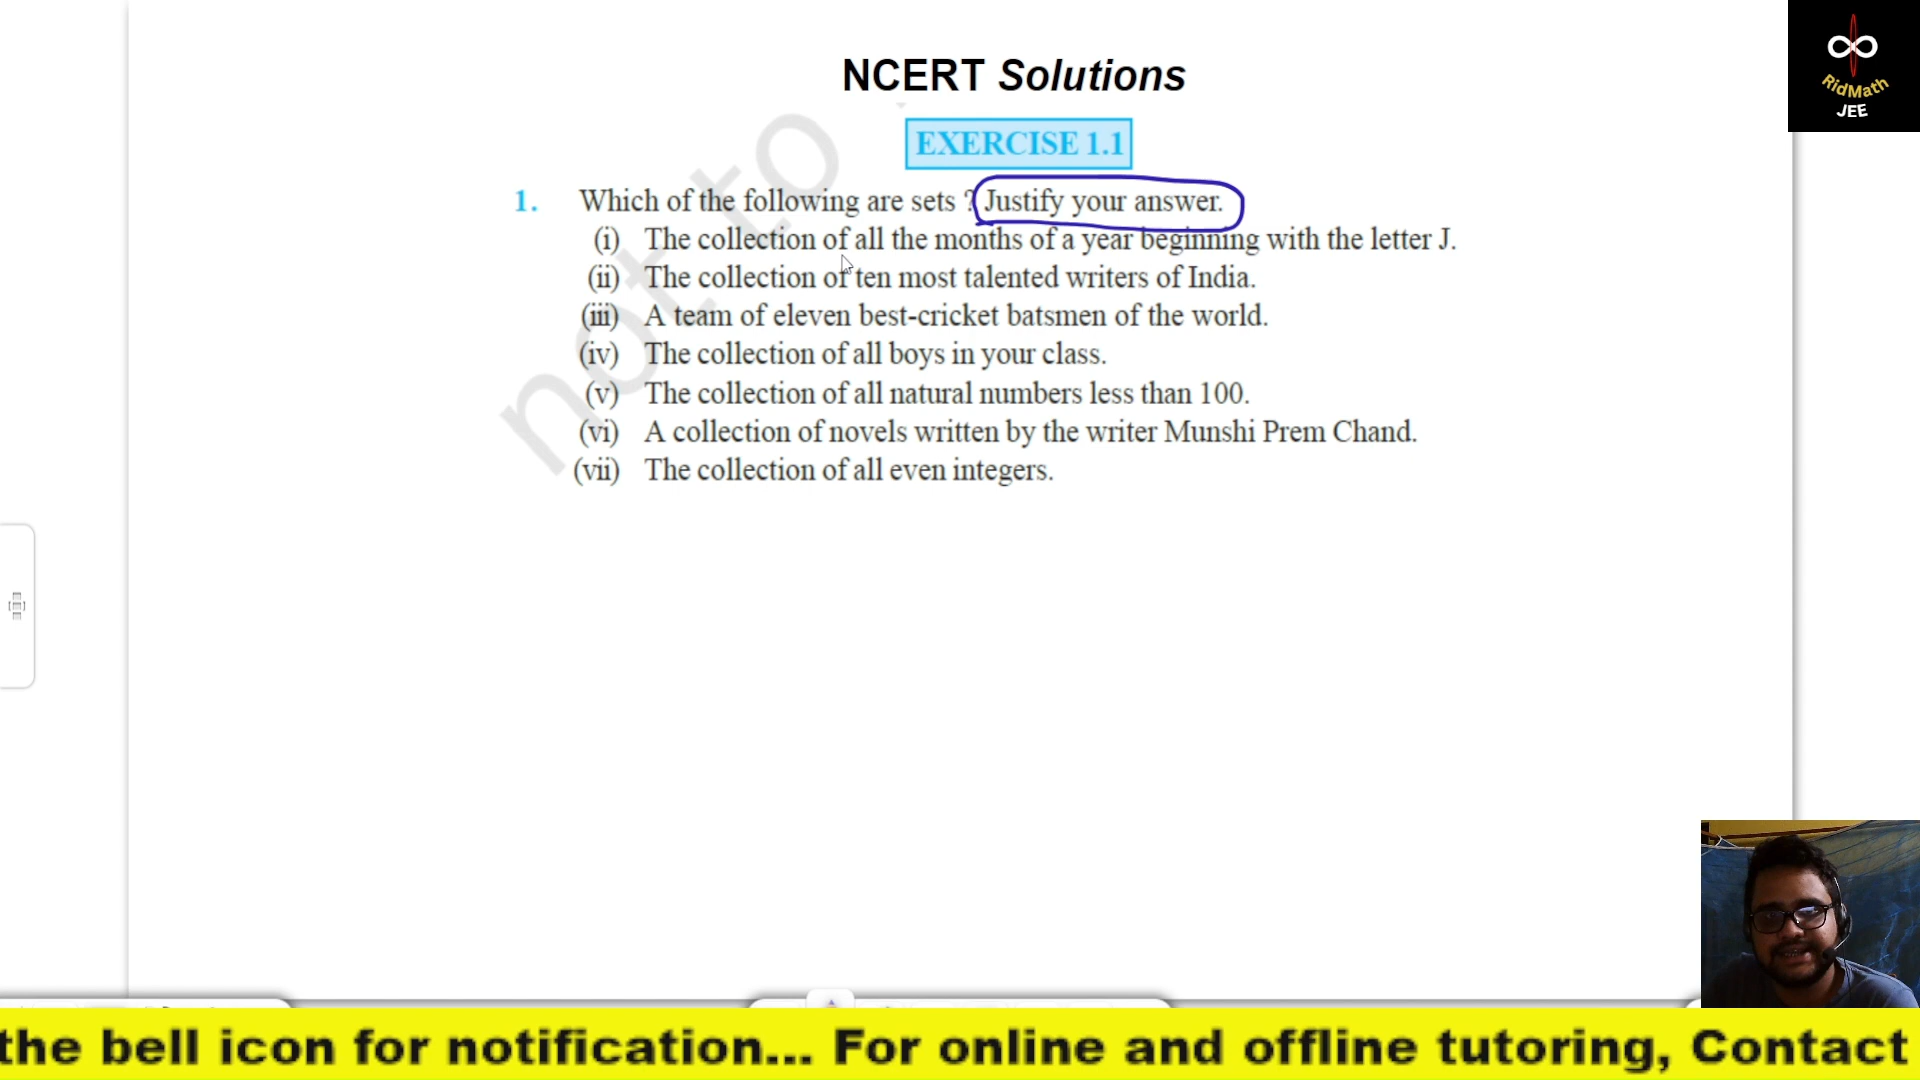 NCERT Solutions
RidMath
JEE
EXERCISE 1.1
1. Which of the following are sets ? Justify your answer.
(i) The collection of all the months of a year beginning with the letter J.
(ii) The collection of ten most talented writers of India.
(iii) A team of eleven best-cricket batsmen of the world.
(iv) The collection of all boys in your class.
(v) The collection of all natural numbers less than 100.
(vi) A collection of novels written by the writer Munshi Prem Chand.
(vii) The collection of all even integers.
not to
the bell icon for notification... For online and offline tutoring, Contact